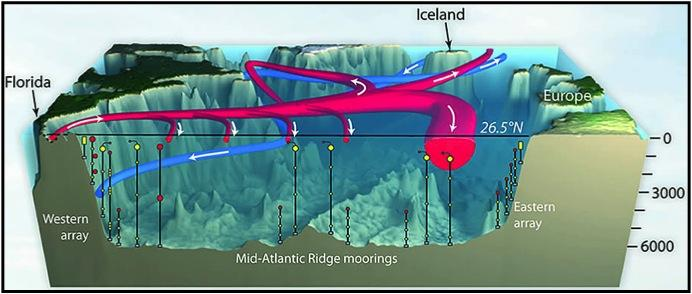 Iceland
Florida
Europe
26.5°N
0
3000
6000
Western
array
Eastern
array
Mid-Atlantic Ridge moorings